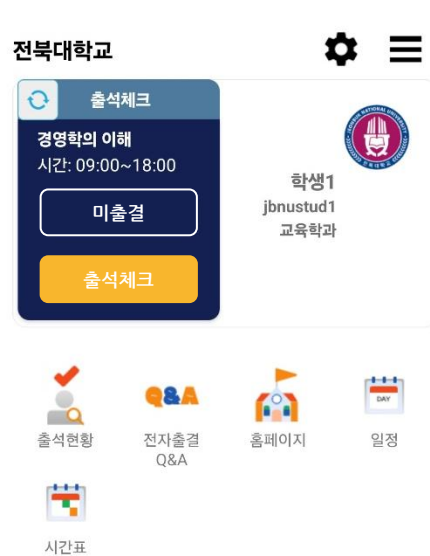 전북대학교
출석체크
경영학의 이해
시간: 09:00~18:00
미출결
출석체크
학생1
jbnustud1
교육학과
Q&A
DAY
출석현황
전자출결
Q&A
홈페이지
일정
시간표